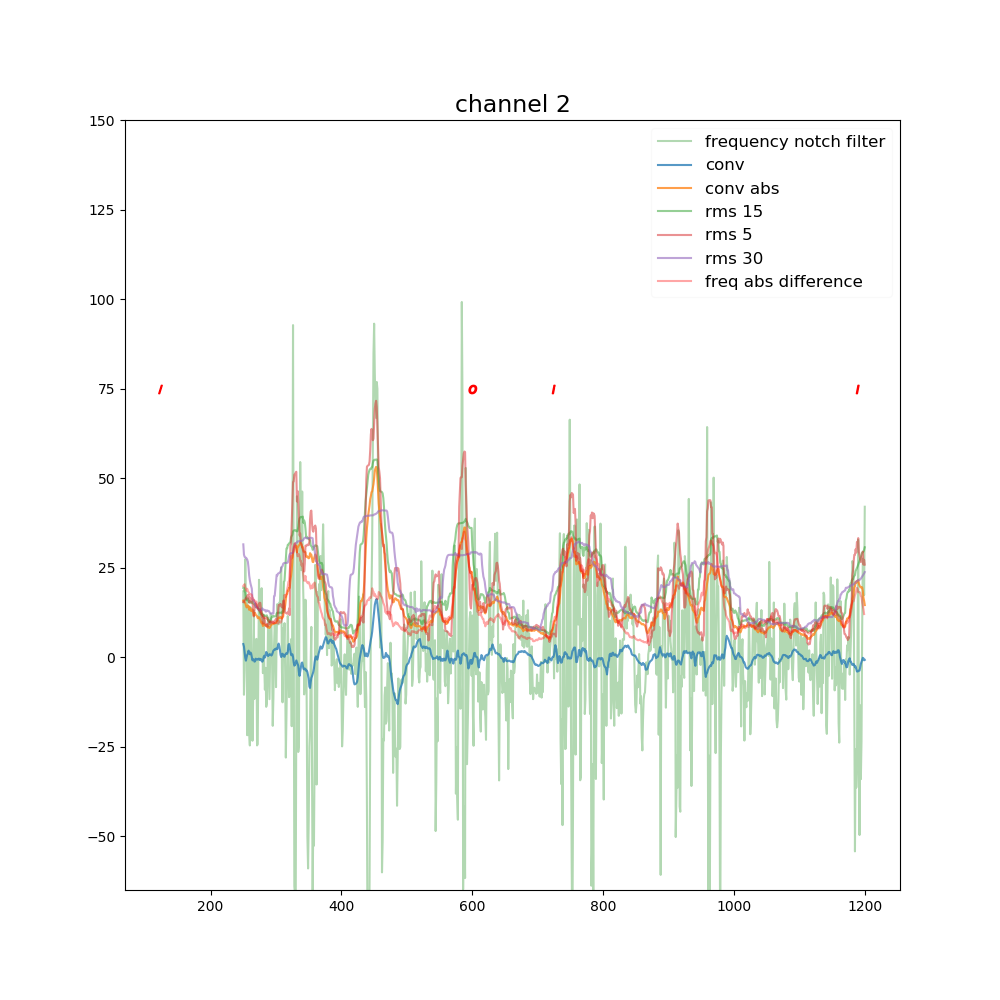 channel 2
150
125
100
75
50
25
0
−25
−50
frequency notch filter
conv
conv abs
rms 15
rms 5
rms 30
freq abs difference
I 0 I I
200 400 600 800 1000 1200